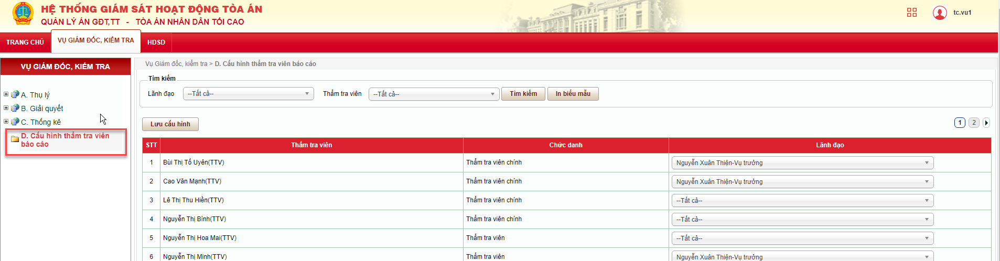 HỆ THỐNG GIÁM SÁT HOẠT ĐỘNG TÒA ÁN
QUẢN LÝ ÁN GĐT,TT - TÒA ÁN NHÂN DÂN TỐI CAO
tc.vu1
TRANG CHỦ
VỤ GIÁM ĐỐC, KIỂM TRA
HDSD
VỤ GIÁM ĐỐC, KIỂM TRA
A. Thụ lý
B. Giải quyết
C. Thống kê
D. Cấu hình thẩm tra viên
báo cáo
Vụ Giám đốc, kiểm tra > D. Cấu hình thẩm tra viên báo cáo
Tìm kiếm
Lãnh đạo --Tất cả-- Thẩm tra viên --Tất cả-- Tìm kiếm In biểu mẫu
Lưu cấu hình 1 2
STT Thẩm tra viên Chức danh Lãnh đạo
1 Bùi Thị Tố Uyên(TTV) Thẩm tra viên chính Nguyễn Xuân Thiện-Vụ trưởng
2 Cao Văn Mạnh(TTV) Thẩm tra viên chính Nguyễn Xuân Thiện-Vụ trưởng
3 Lê Thị Thu Hiền(TTV) Thẩm tra viên chính --Tất cả--
4 Nguyễn Thị Bình(TTV) Thẩm tra viên chính --Tất cả--
5 Nguyễn Thị Hoa Mai(TTV) Thẩm tra viên --Tất cả--
6 Nguyễn Thị Minh(TTV) Thẩm tra viên Nguyễn Xuân Thiện-Vụ trưởng